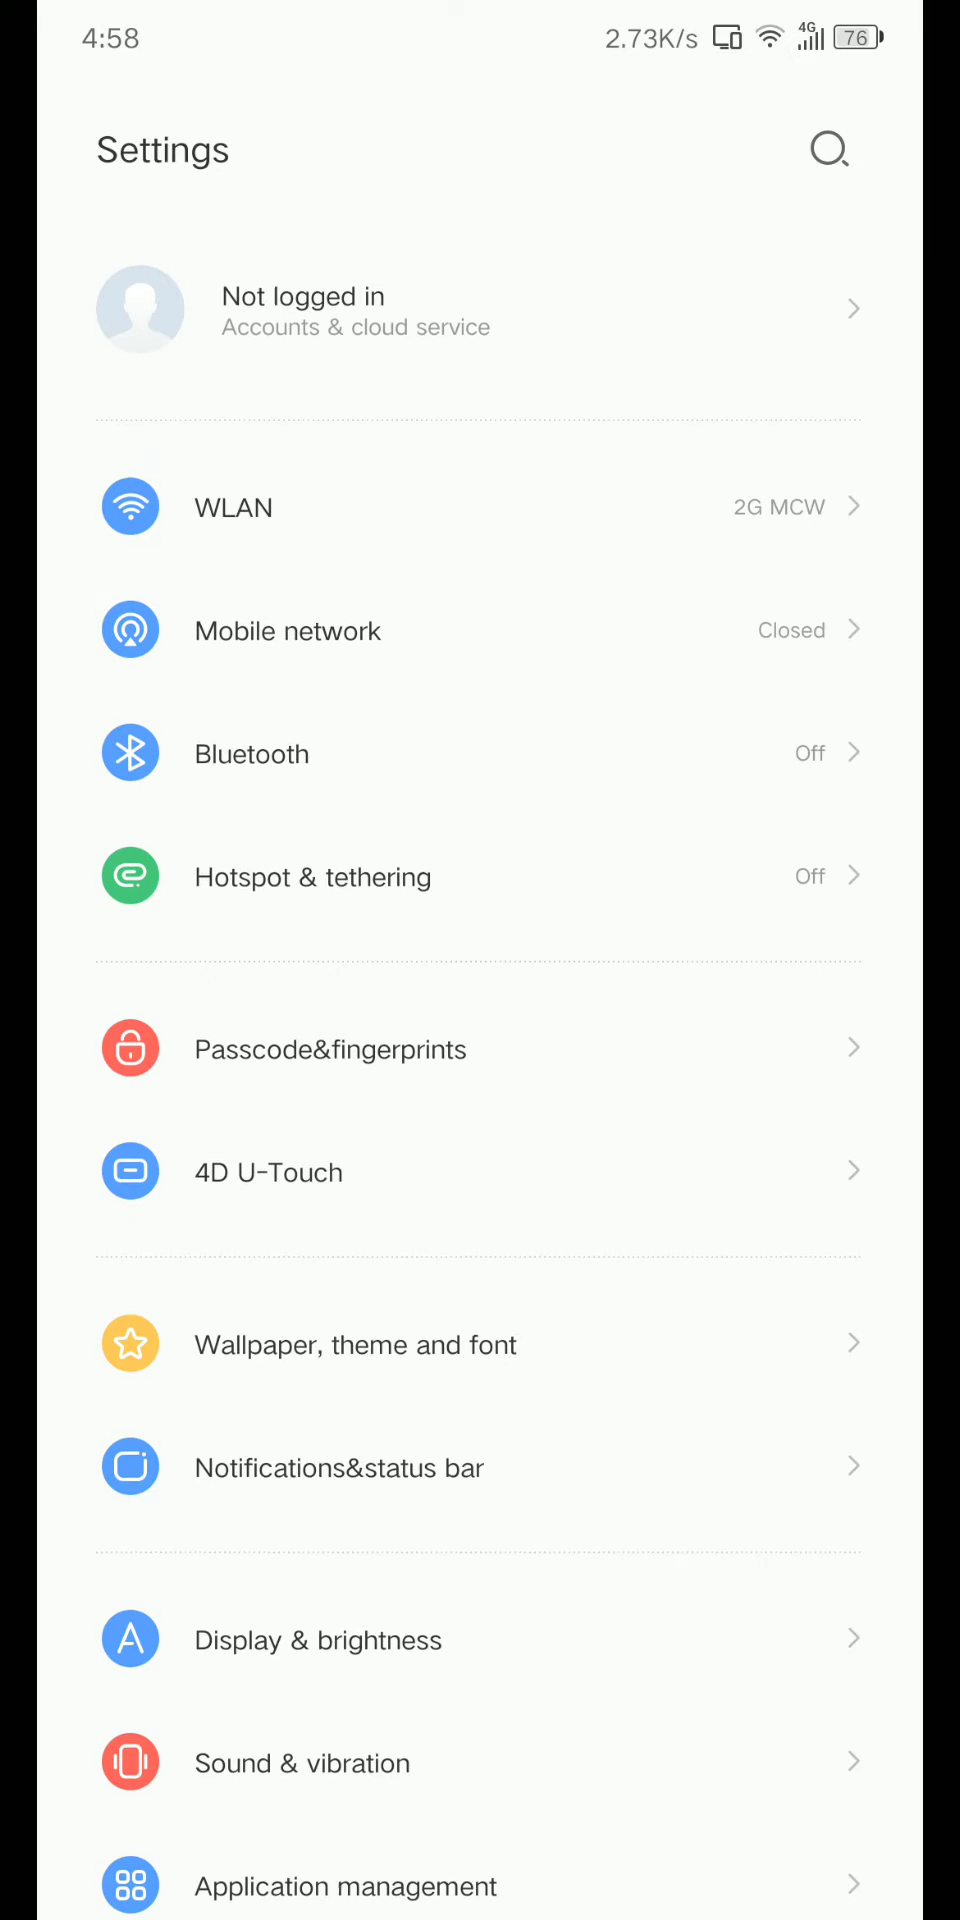 4:58
2.73K/s 4G 76
Settings
Not logged in
Accounts & cloud service
WLAN 2G MCW
Mobile network Closed
Bluetooth Off
Hotspot & tethering Off
Passcode&fingerprints
4D U-Touch
Wallpaper, theme and font
Notifications&status bar
Display & brightness
Sound & vibration
Application management